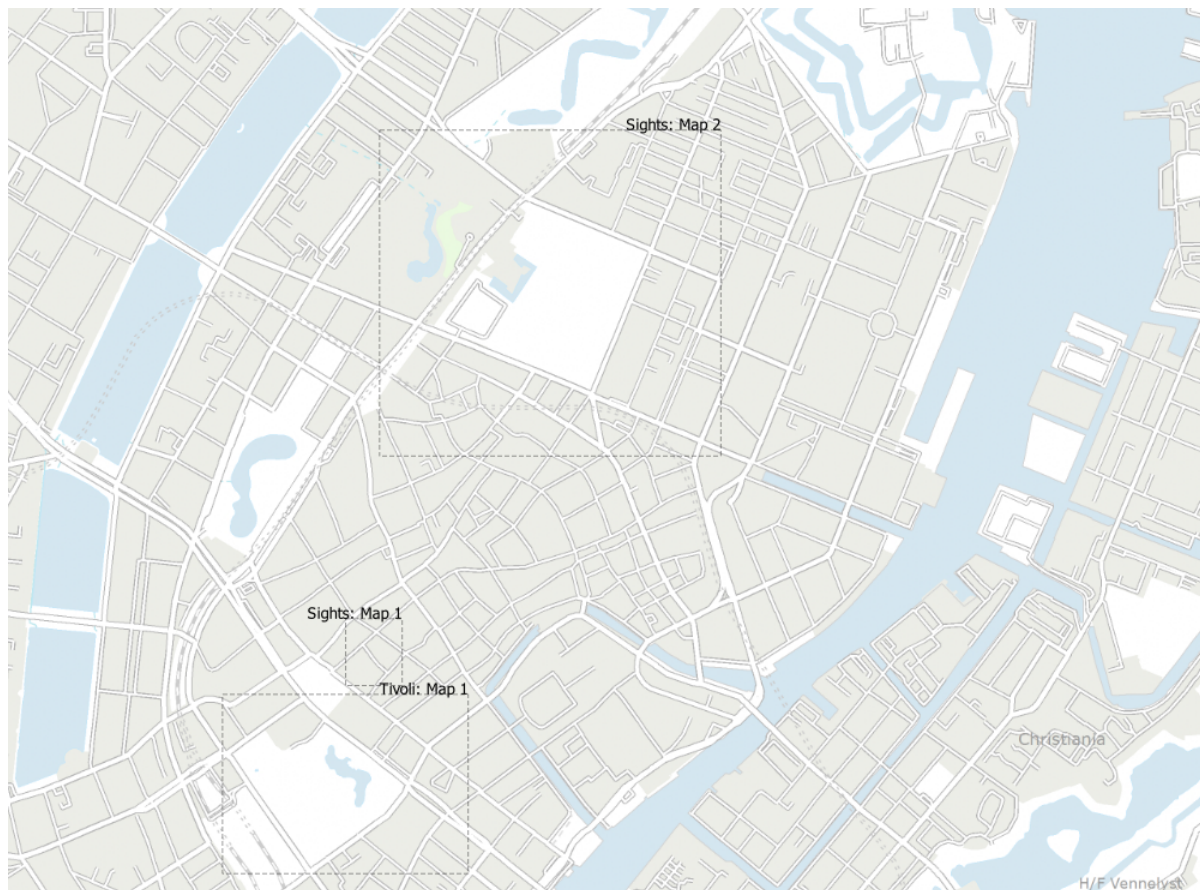 Sights: Map 2
Sights: Map 1
Tivoli: Map 1
Christiania
H/F Vennelyst